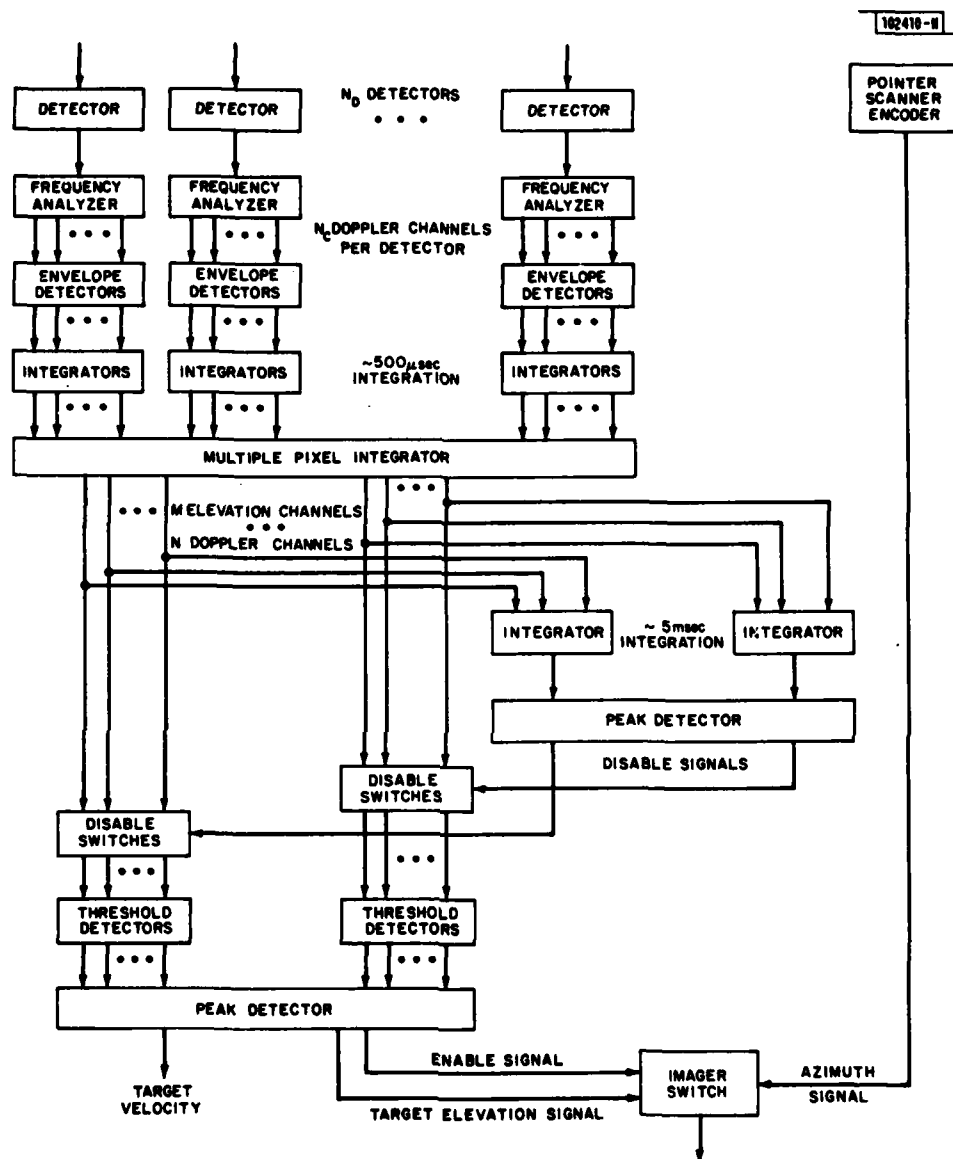 102410-N
POINTER
SCANNER
ENCODER
DETECTOR
DETECTOR
N_D DETECTORS
• • •
DETECTOR
FREQUENCY
ANALYZER
FREQUENCY
ANALYZER
N_C DOPPLER CHANNELS
PER DETECTOR
FREQUENCY
ANALYZER
ENVELOPE
DETECTORS
ENVELOPE
DETECTORS
ENVELOPE
DETECTORS
INTEGRATORS
INTEGRATORS
~500μsec
INTEGRATION
INTEGRATORS
MULTIPLE PIXEL INTEGRATOR
• • • M ELEVATION CHANNELS
• • •
N DOPPLER CHANNELS
INTEGRATOR
~ 5msec
INTEGRATION
INTEGRATOR
PEAK DETECTOR
DISABLE SIGNALS
DISABLE
SWITCHES
DISABLE
SWITCHES
THRESHOLD
DETECTORS
THRESHOLD
DETECTORS
PEAK DETECTOR
TARGET
VELOCITY
ENABLE SIGNAL
TARGET ELEVATION SIGNAL
IMAGER
SWITCH
AZIMUTH
SIGNAL